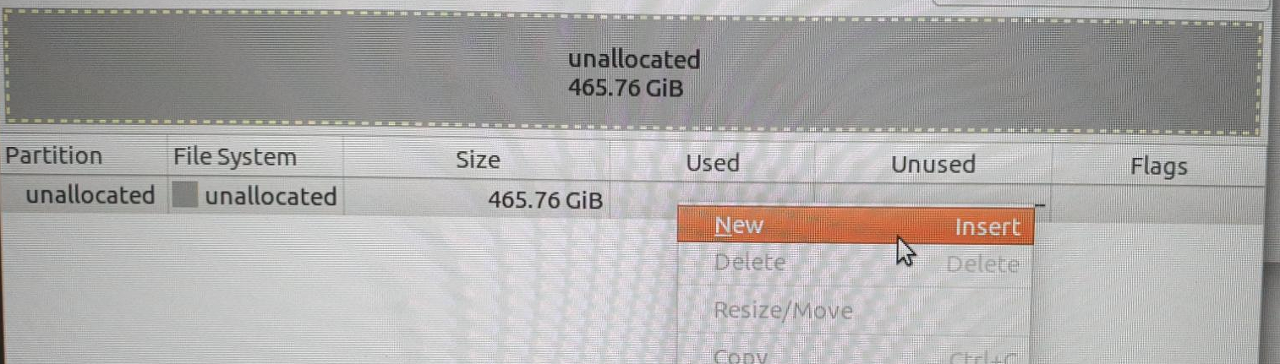 unallocated
465.76 GiB
Partition File System Size Used Unused Flags
unallocated unallocated 465.76 GiB
New Insert
Delete Delete
Resize/Move
Copy Ctrl+C